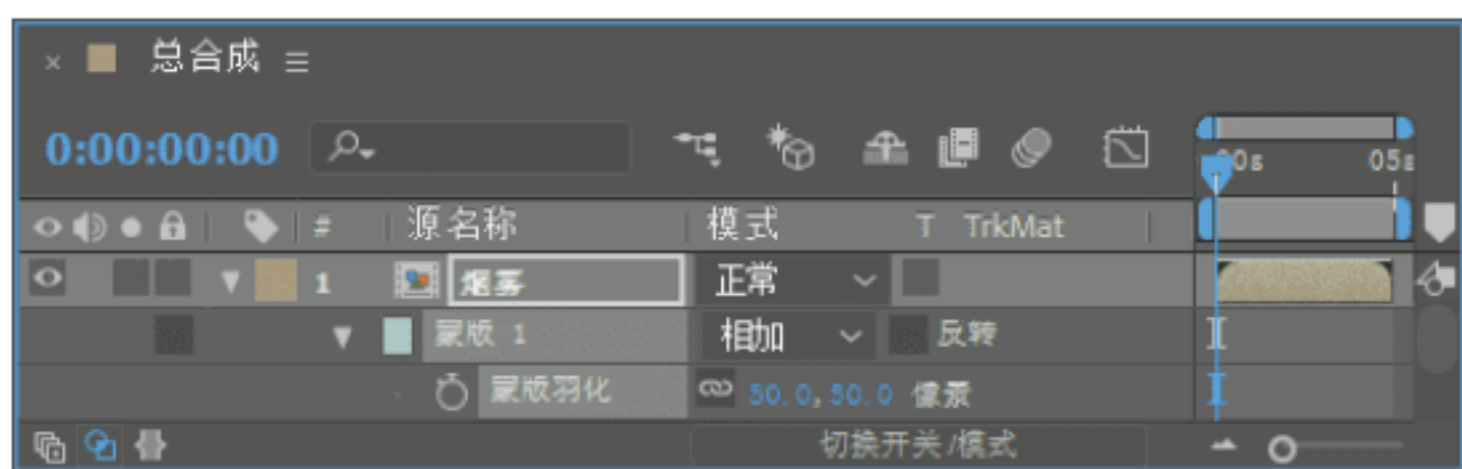 × 总合成 ≡
0:00:00:00
:00s 05s
# 源名称 模式 T TrkMat
1 烟雾 正常
蒙版 1 相加 反转
蒙版羽化 50.0,50.0 像素
切换开关/模式